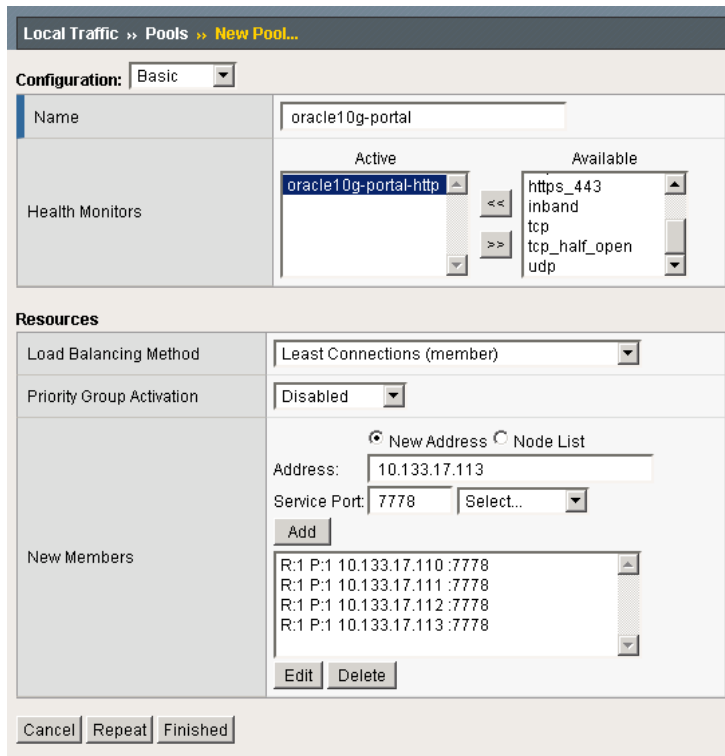 Local Traffic » Pools » New Pool...
Configuration: Basic
Name oracle10g-portal
Active Available
Health Monitors
oracle10g-portal-http
<<
>>
https_443
inband
tcp
tcp_half_open
udp
Resources
Load Balancing Method Least Connections (member)
Priority Group Activation Disabled
New Members
New Address Node List
Address: 10.133.17.113
Service Port: 7778 Select...
Add
R:1 P:1 10.133.17.110 :7778
R:1 P:1 10.133.17.111 :7778
R:1 P:1 10.133.17.112 :7778
R:1 P:1 10.133.17.113 :7778
Edit Delete
Cancel Repeat Finished